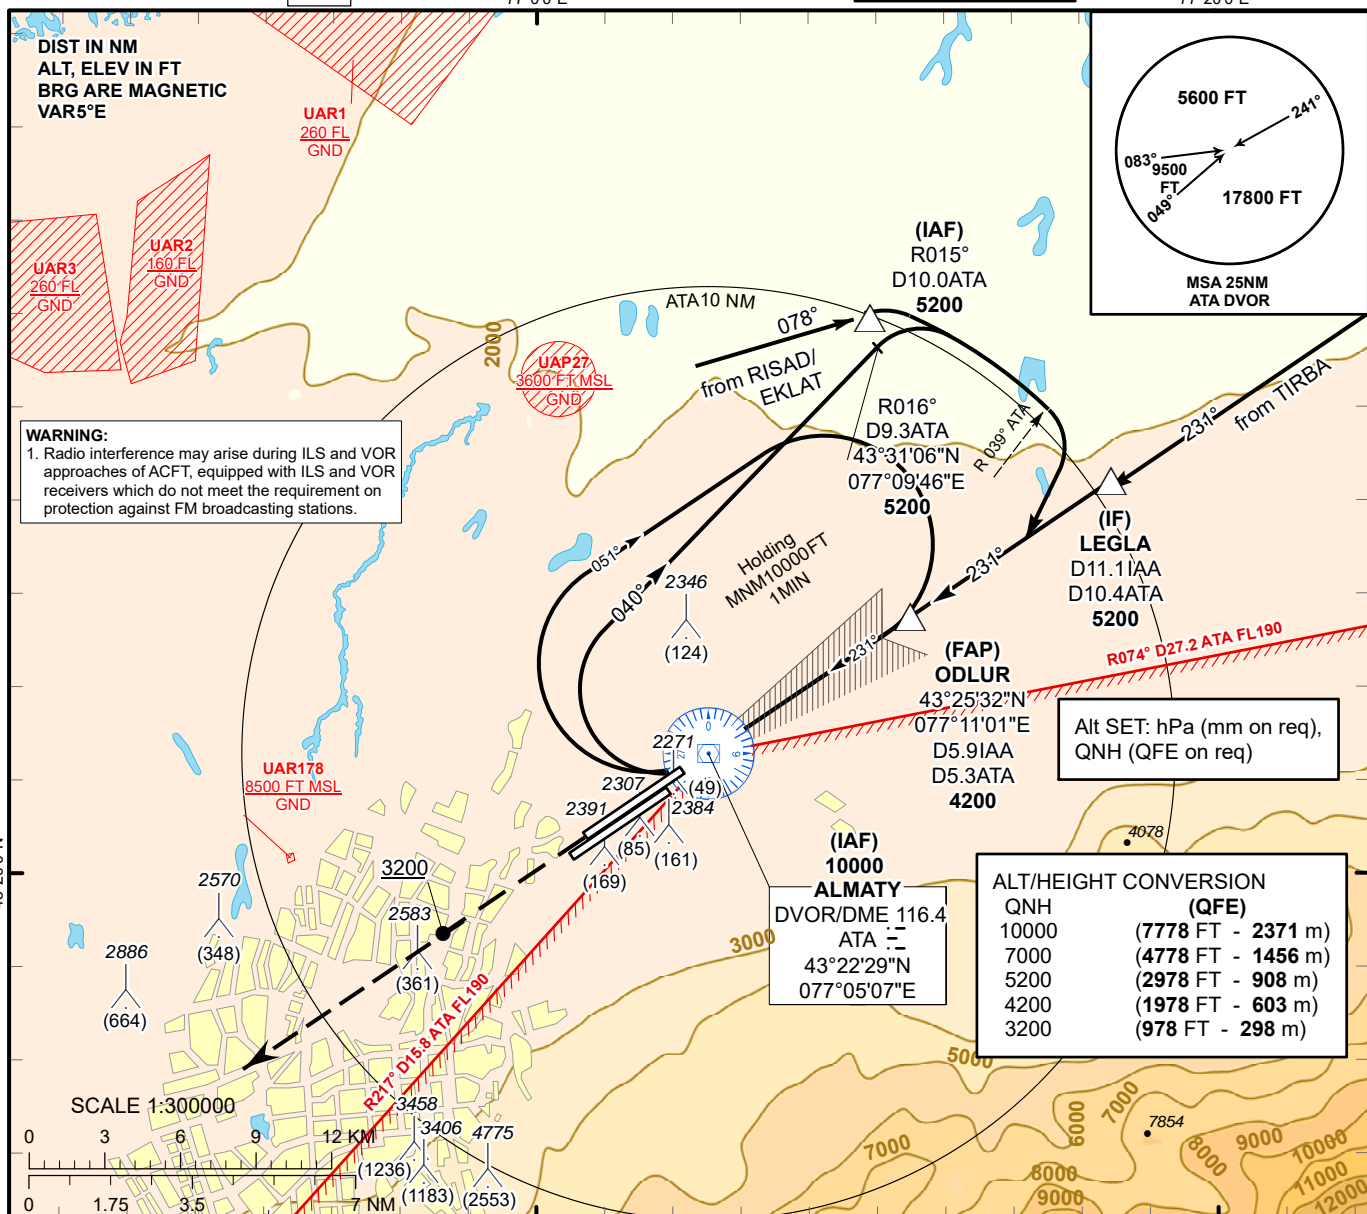 DIST IN NM
ALT, ELEV IN FT
BRG ARE MAGNETIC
VAR5°E
UAR1
260 FL
GND
5600 FT
241°
083°
9500
FT
049°
17800 FT
MSA 25NM
ATA DVOR
UAR2
160 FL
GND
UAR3
260 FL
GND
(IAF)
R015°
D10.0ATA
5200
ATA10 NM
078°
from RISAD/
EKLAT
2000
UAP27
3600 FT MSL
GND
R016°
D9.3ATA
43°31'06"N
077°09'46"E
5200
R 039° ATA
231°
from TIRBA
WARNING:
1. Radio interference may arise during ILS and VOR
approaches of ACFT, equipped with ILS and VOR
receivers which do not meet the requirement on
protection against FM broadcasting stations.
(IF)
LEGLA
D11.1IAA
D10.4ATA
5200
051°
040°
Holding
MNM10000FT
1MIN
231°
2346
(124)
231°
(FAP)
ODLUR
43°25'32"N
077°11'01"E
D5.9IAA
D5.3ATA
4200
R074° D27.2 ATA FL190
Alt SET: hPa (mm on req),
QNH (QFE on req)
0
9
27
2271
(49)
2307
2391
2384
(85)
(161)
(169)
UAR178
8500 FT MSL
GND
3200
2570
(348)
2583
(361)
2886
(664)
(IAF)
10000
ALMATY
DVOR/DME 116.4
ATA
43°22'29"N
077°05'07"E
4078
3000
ALT/HEIGHT CONVERSION
QNH (QFE)
10000 (7778 FT - 2371 m)
7000 (4778 FT - 1456 m)
5200 (2978 FT - 908 m)
4200 (1978 FT - 603 m)
3200 (978 FT - 298 m)
R217° D15.8 ATA FL190
5000
6000
7000
7854
7000
8000
9000
8000
9000
10000
11000
12000
SCALE 1:300000
0 3 6 9 12 KM
0 1.75 3.5 7 NM
3458
(1236)
3406
(1183)
4775
(2553)